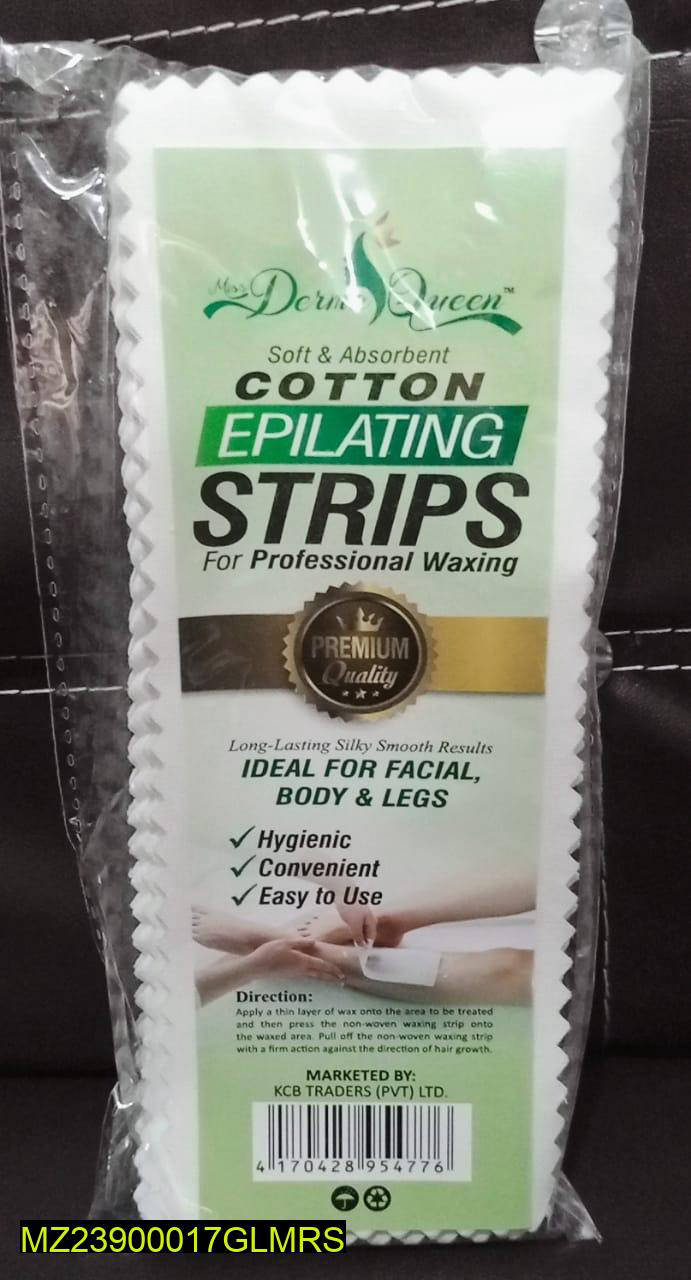 Miss Derma Queen™
Soft & Absorbent
COTTON
EPILATING
STRIPS
For Professional Waxing
PREMIUM
Quality
Long-Lasting Silky Smooth Results
IDEAL FOR FACIAL,
BODY & LEGS
Hygienic
Convenient
Easy to Use
Direction:
Apply a thin layer of wax onto the area to be treated
and then press the non-woven waxing strip onto
the waxed area. Pull off the non-woven waxing strip
with a firm action against the direction of hair growth.
MARKETED BY:
KCB TRADERS (PVT) LTD.
4 170428 954776
MZ23900017GLMRS